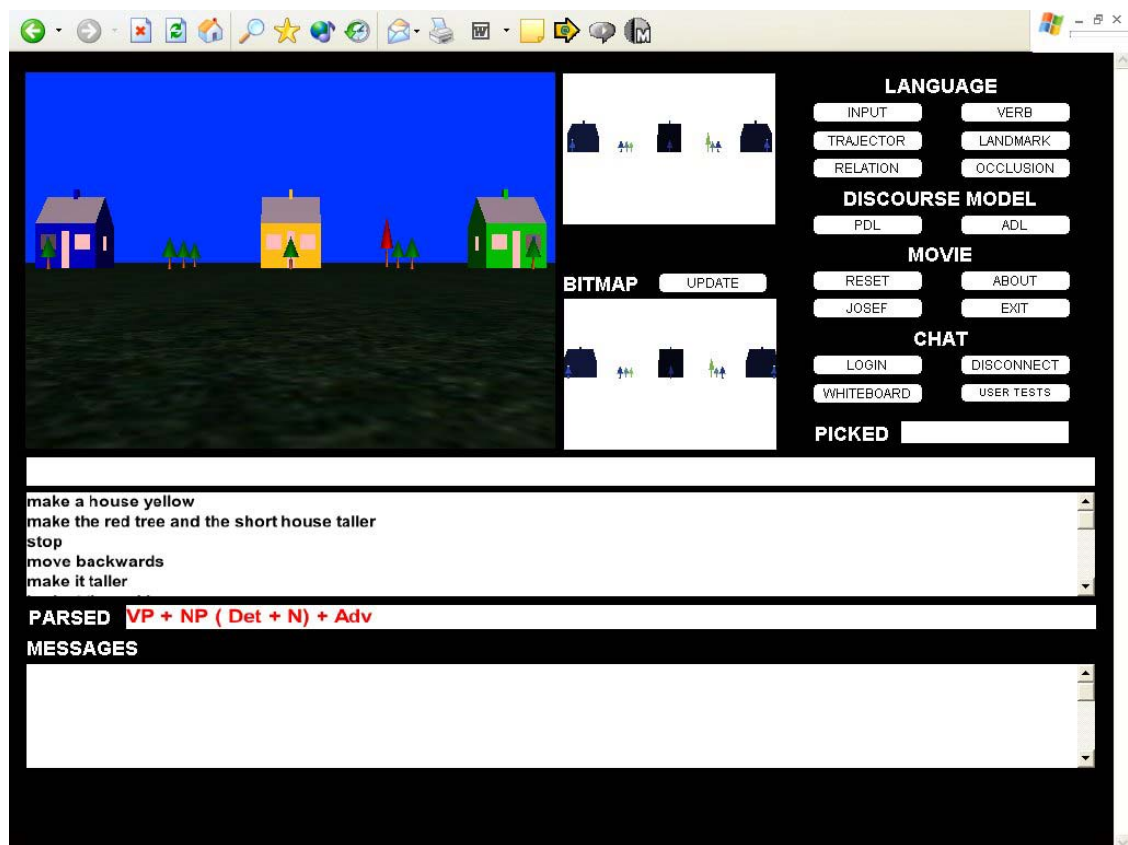 LANGUAGE
INPUT VERB
TRAJECTOR LANDMARK
RELATION OCCLUSION
DISCOURSE MODEL
PDL ADL
MOVIE
BITMAP UPDATE RESET ABOUT
JOSEF EXIT
CHAT
LOGIN DISCONNECT
WHITEBOARD USER TESTS
PICKED
make a house yellow
make the red tree and the short house taller
stop
move backwards
make it taller
PARSED VP + NP ( Det + N) + Adv
MESSAGES